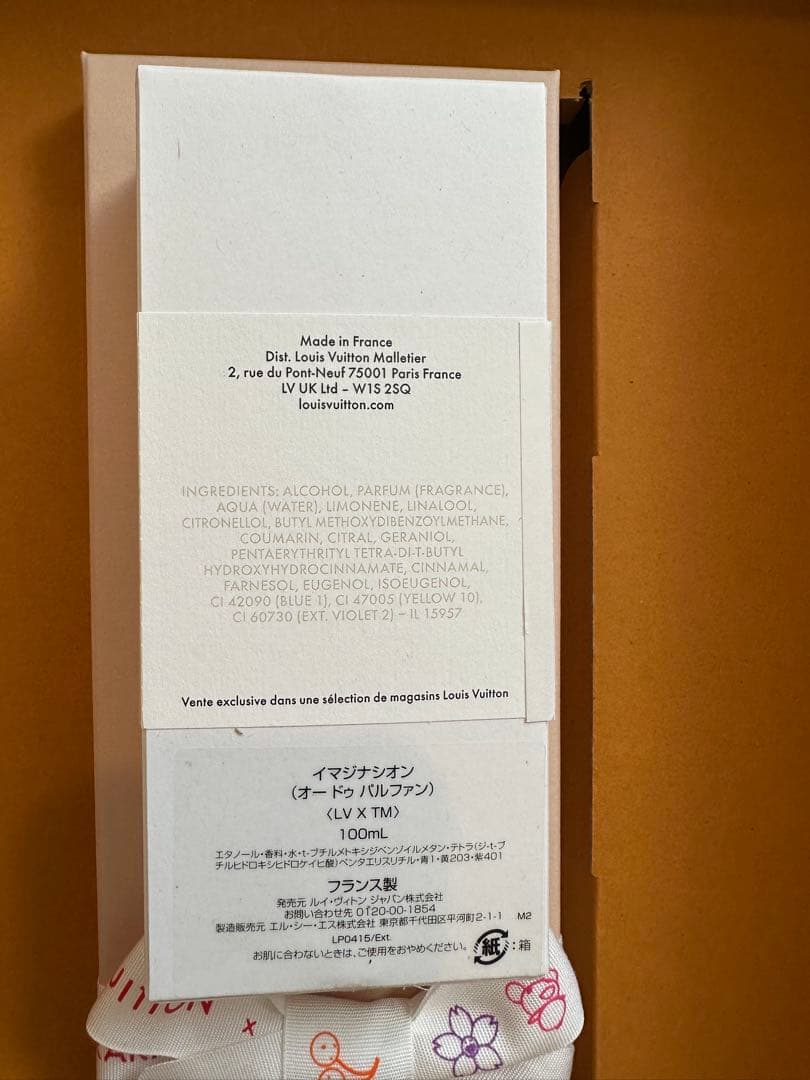 Made in France
Dist. Louis Vuitton Malletier
2, rue du Pont-Neuf 75001 Paris France
LV UK Ltd – W1S 2SQ
louisvuitton.com
INGREDIENTS: ALCOHOL, PARFUM (FRAGRANCE),
AQUA (WATER), LIMONENE, LINALOOL,
CITRONELLOL, BUTYL METHOXYDIBENZOYLMETHANE,
COUMARIN, CITRAL, GERANIOL,
PENTAERYTHRITYL TETRA-DI-T-BUTYL
HYDROXYHYDROCINNAMATE, CINNAMAL,
FARNESOL, EUGENOL, ISOEUGENOL,
CI 42090 (BLUE 1), CI 47005 (YELLOW 10),
CI 60730 (EXT. VIOLET 2) – IL 15957
Vente exclusive dans une sélection de magasins Louis Vuitton
イマジナシオン
(オー ドゥ パルファン)
〈LV X TM〉
100mL
エタノール・香料・水・t-ブチルメトキシジベンゾイルメタン・テトラ(ジ-t-ブ
チルヒドロキシヒドロケイヒ酸)ペンタエリスリチル・青1・黄203・紫401
フランス製
発売元 ルイ・ヴィトン ジャパン株式会社
お問い合わせ先 0120-00-1854
製造販売元 エル・シー・エス株式会社 東京都千代田区平河町2-1-1 M2
LP0415/Ext
お肌に合わないときは、ご使用をおやめください。 紙 : 箱
UITTON
x